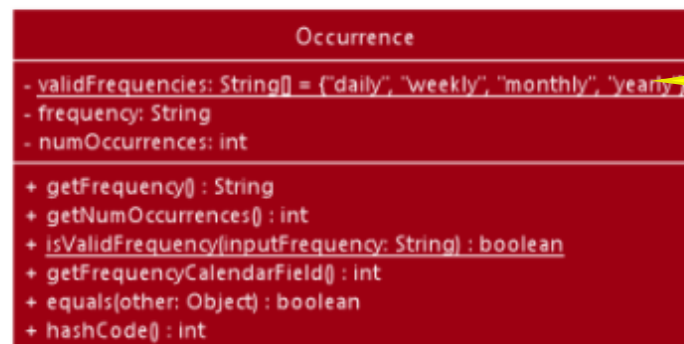 Occurrence
- validFrequencies: String[] = {"daily", "weekly", "monthly", "yearly"}
- frequency: String
- numOccurrences: int
+ getFrequency() : String
+ getNumOccurrences() : int
+ isValidFrequency(inputFrequency: String) : boolean
+ getFrequencyCalendarField() : int
+ equals(other: Object) : boolean
+ hashCode() : int